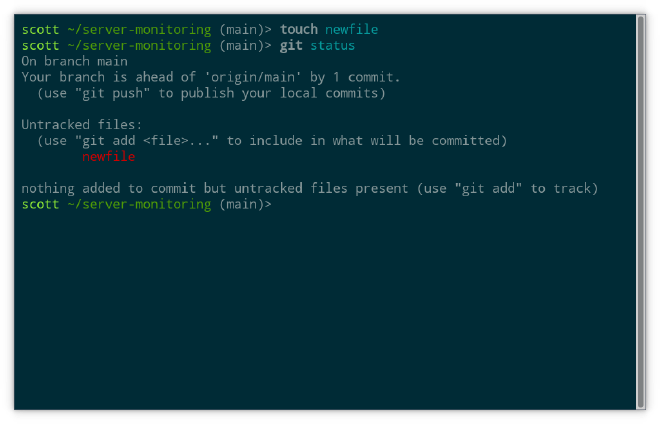 scott ~/server-monitoring (main)> touch newfile
scott ~/server-monitoring (main)> git status
On branch main
Your branch is ahead of 'origin/main' by 1 commit.
  (use "git push" to publish your local commits)

Untracked files:
  (use "git add <file>..." to include in what will be committed)
        newfile

nothing added to commit but untracked files present (use "git add" to track)
scott ~/server-monitoring (main)>